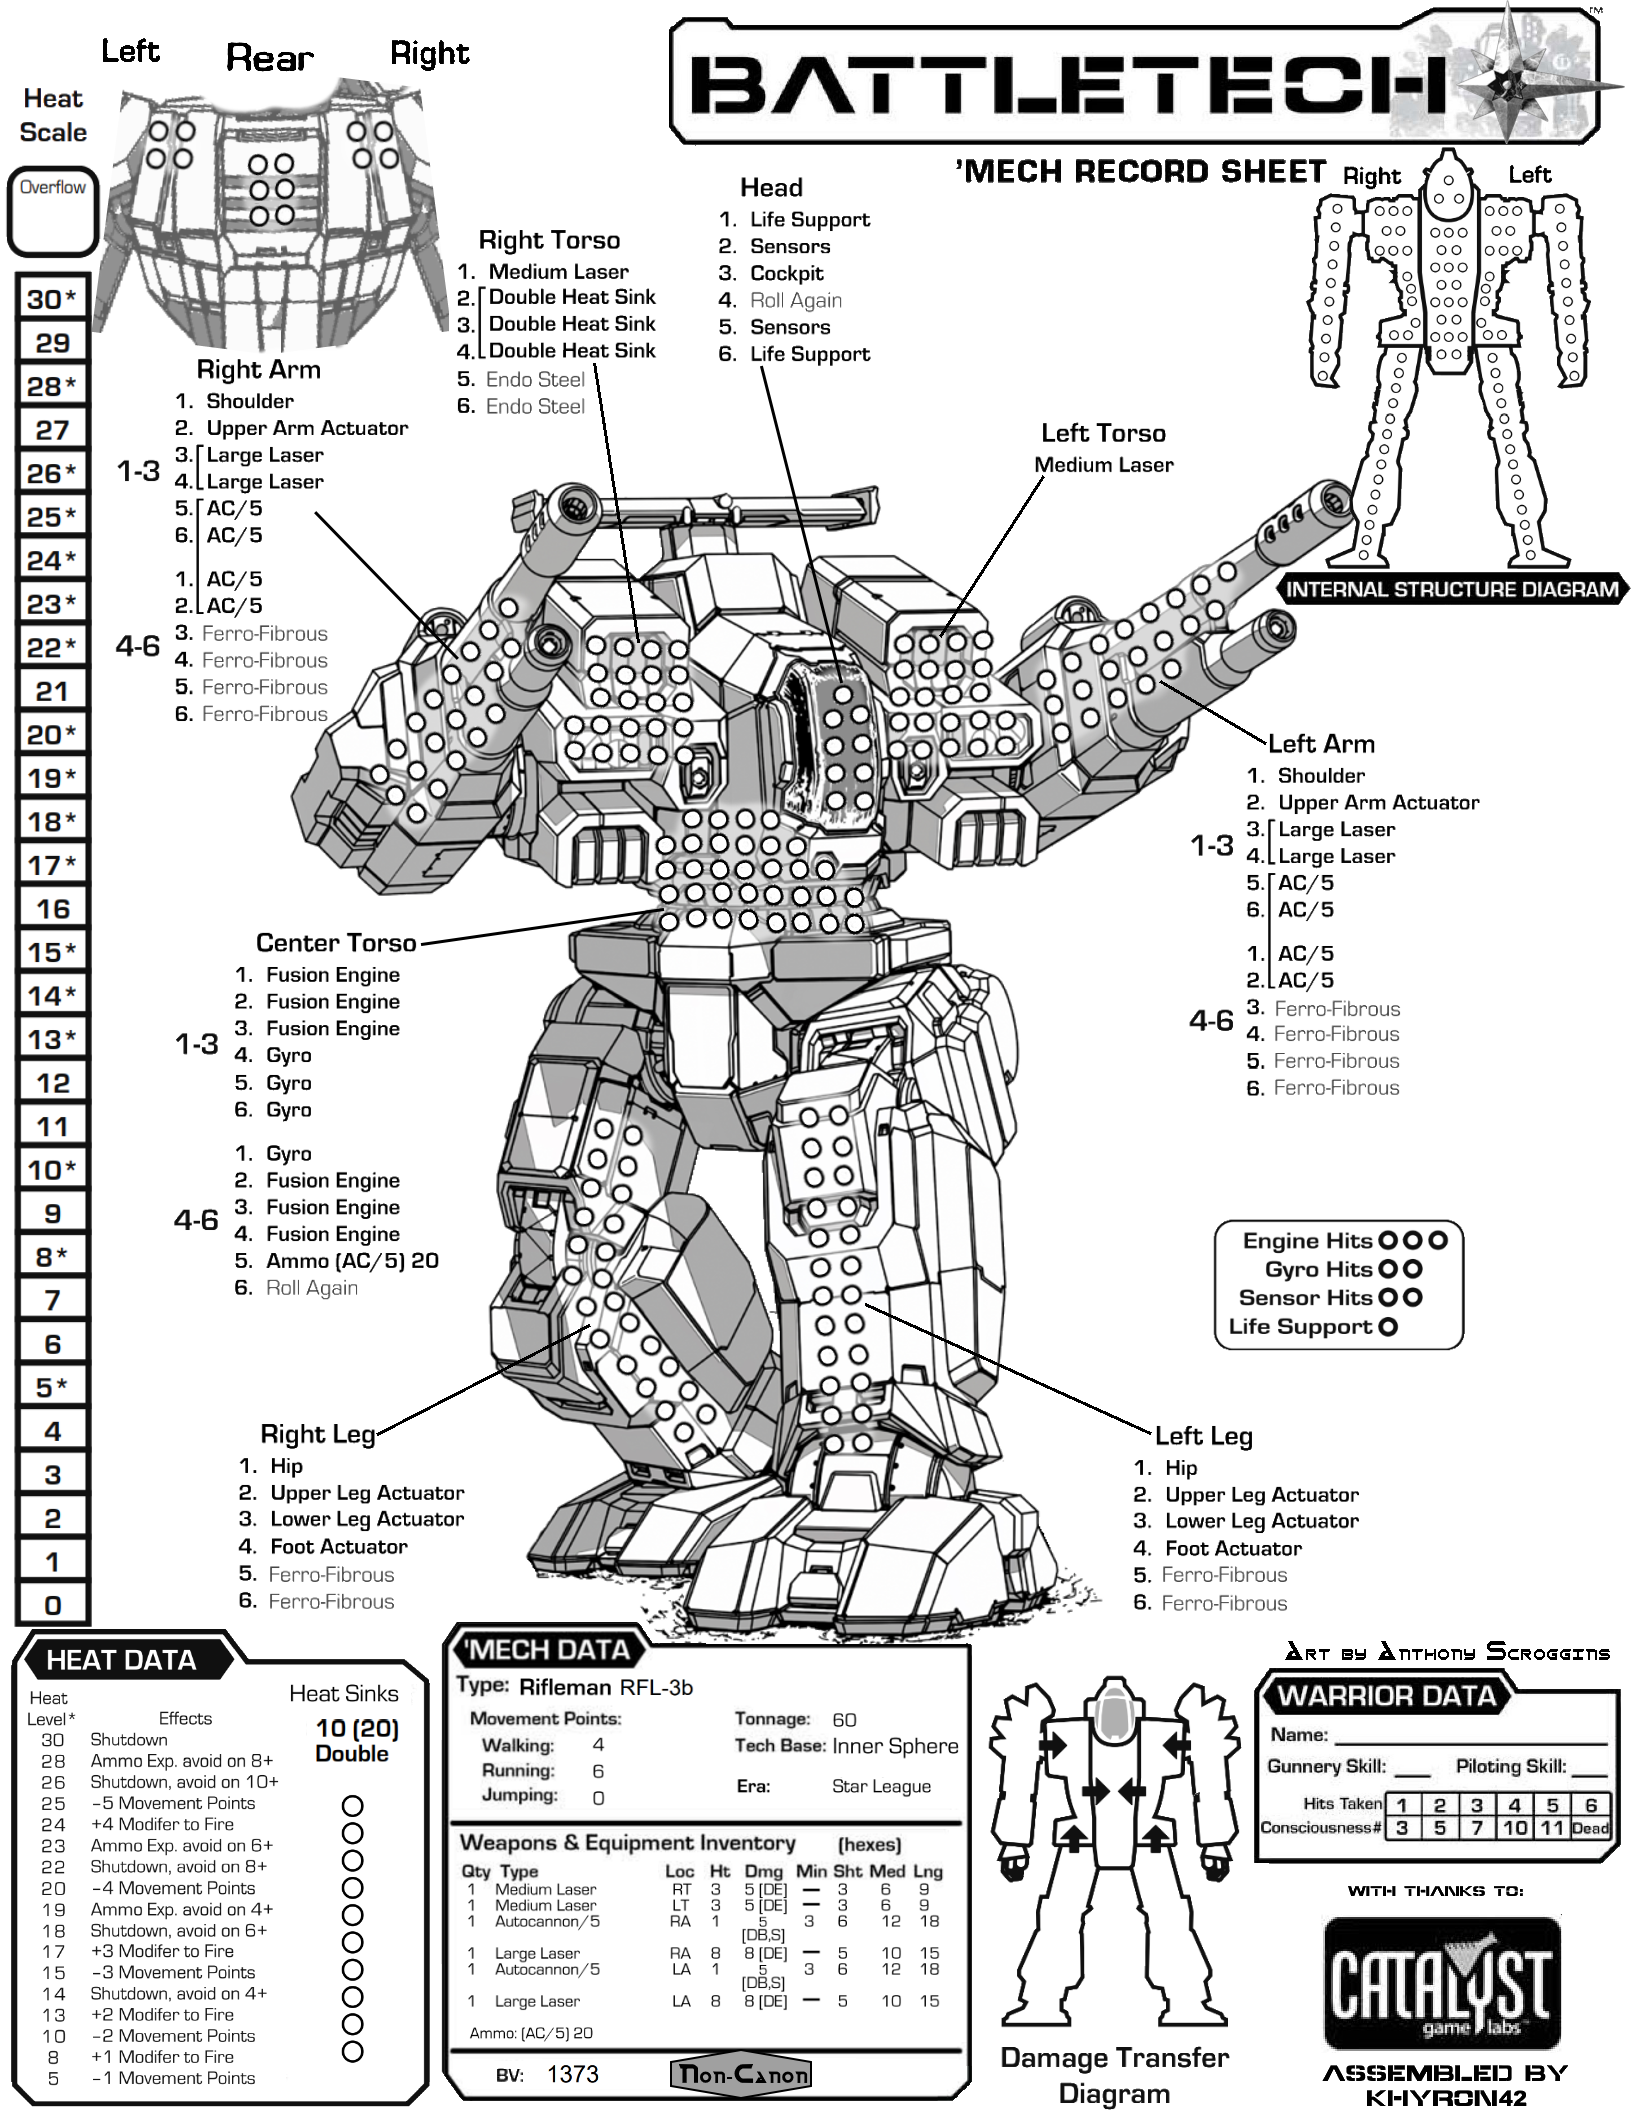 Left Rear Right
BATTLETECH
TM
'MECH RECORD SHEET
Heat
Scale
Overflow
30*
29
28*
27
26*
25*
24*
23*
22*
21
20*
19*
18*
17*
16
15*
14*
13*
12
11
10*
9
8*
7
6
5*
4
3
2
1
0
Right Torso
1. Medium Laser
2. Double Heat Sink
3. Double Heat Sink
4. Double Heat Sink
5. Endo Steel
6. Endo Steel
Head
1. Life Support
2. Sensors
3. Cockpit
4. Roll Again
5. Sensors
6. Life Support
Right Left
INTERNAL STRUCTURE DIAGRAM
Right Arm
1. Shoulder
2. Upper Arm Actuator
1-3
3. Large Laser
4. Large Laser
5. AC/5
6. AC/5
1. AC/5
2. AC/5
4-6
3. Ferro-Fibrous
4. Ferro-Fibrous
5. Ferro-Fibrous
6. Ferro-Fibrous
Left Torso
Medium Laser
Left Arm
1. Shoulder
2. Upper Arm Actuator
1-3
3. Large Laser
4. Large Laser
5. AC/5
6. AC/5
1. AC/5
2. AC/5
4-6
3. Ferro-Fibrous
4. Ferro-Fibrous
5. Ferro-Fibrous
6. Ferro-Fibrous
Center Torso
1. Fusion Engine
2. Fusion Engine
1-3
3. Fusion Engine
4. Gyro
5. Gyro
6. Gyro
1. Gyro
2. Fusion Engine
4-6
3. Fusion Engine
4. Fusion Engine
5. Ammo (AC/5) 20
6. Roll Again
Engine Hits
Gyro Hits
Sensor Hits
Life Support
Right Leg
1. Hip
2. Upper Leg Actuator
3. Lower Leg Actuator
4. Foot Actuator
5. Ferro-Fibrous
6. Ferro-Fibrous
Left Leg
1. Hip
2. Upper Leg Actuator
3. Lower Leg Actuator
4. Foot Actuator
5. Ferro-Fibrous
6. Ferro-Fibrous
HEAT DATA
Heat
Level* Effects
Heat Sinks
10 (20)
Double
30 Shutdown
28 Ammo Exp. avoid on 8+
26 Shutdown, avoid on 10+
25 -5 Movement Points
24 +4 Modifer to Fire
23 Ammo Exp. avoid on 6+
22 Shutdown, avoid on 8+
20 -4 Movement Points
19 Ammo Exp. avoid on 4+
18 Shutdown, avoid on 6+
17 +3 Modifer to Fire
15 -3 Movement Points
14 Shutdown, avoid on 4+
13 +2 Modifer to Fire
10 -2 Movement Points
8 +1 Modifer to Fire
5 -1 Movement Points
'MECH DATA
Type: Rifleman RFL-3b
Movement Points: Tonnage: 60
Walking: 4 Tech Base: Inner Sphere
Running: 6
Era: Star League
Jumping: 0
Weapons & Equipment Inventory (hexes)
Qty Type Loc Ht Dmg Min Sht Med Lng
1 Medium Laser RT 3 5 [DE] — 3 6 9
1 Medium Laser LT 3 5 [DE] — 3 6 9
1 Autocannon/5 RA 1 5 3 6 12 18
[DB,S]
1 Large Laser RA 8 8 [DE] — 5 10 15
1 Autocannon/5 LA 1 5 3 6 12 18
[DB,S]
1 Large Laser LA 8 8 [DE] — 5 10 15
Ammo: (AC/5) 20
BV: 1373
Non-Canon
Damage Transfer
Diagram
Art by Anthony Scroggins
WARRIOR DATA
Name:
Gunnery Skill: Piloting Skill:
Hits Taken 1 2 3 4 5 6
Consciousness# 3 5 7 10 11 Dead
WITH THANKS TO:
CATALYST
game labs
ASSEMBLED BY
KHYRON42